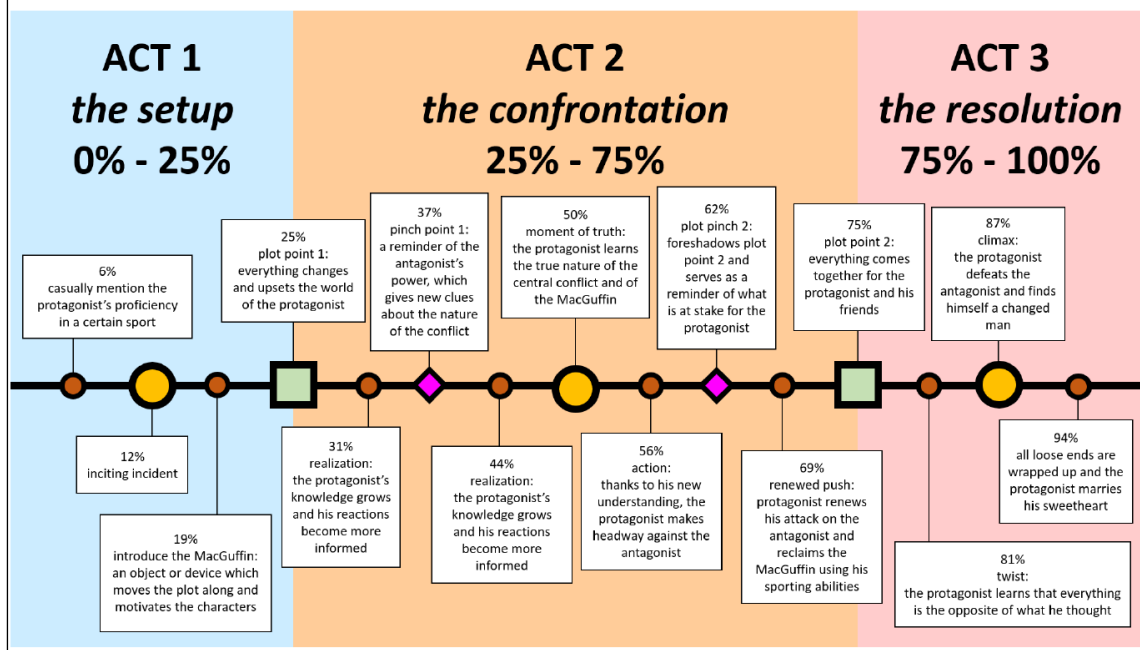 ACT 1
the setup
0% - 25%
ACT 2
the confrontation
25% - 75%
ACT 3
the resolution
75% - 100%
6%
casually mention the
protagonist's proficiency
in a certain sport
12%
inciting incident
19%
introduce the MacGuffin:
an object or device which
moves the plot along and
motivates the characters
25%
plot point 1:
everything changes
and upsets the world
of the protagonist
31%
realization:
the protagonist's
knowledge grows
and his reactions
become more
informed
37%
pinch point 1:
a reminder of the
antagonist's
power, which
gives new clues
about the nature
of the conflict
44%
realization:
the protagonist's
knowledge grows
and his reactions
become more
informed
50%
moment of truth:
the protagonist learns
the true nature of the
central conflict and of
the MacGuffin
56%
action:
thanks to his new
understanding, the
protagonist makes
headway against the
antagonist
62%
plot pinch 2:
foreshadows plot
point 2 and
serves as a
reminder of what
is at stake for the
protagonist
69%
renewed push:
protagonist renews
his attack on the
antagonist and
reclaims the
MacGuffin using his
sporting abilities
75%
plot point 2:
everything comes
together for the
protagonist and his
friends
81%
twist:
the protagonist learns that everything
is the opposite of what he thought
87%
climax:
the protagonist
defeats the
antagonist and finds
himself a changed
man
94%
all loose ends are
wrapped up and the
protagonist marries
his sweetheart